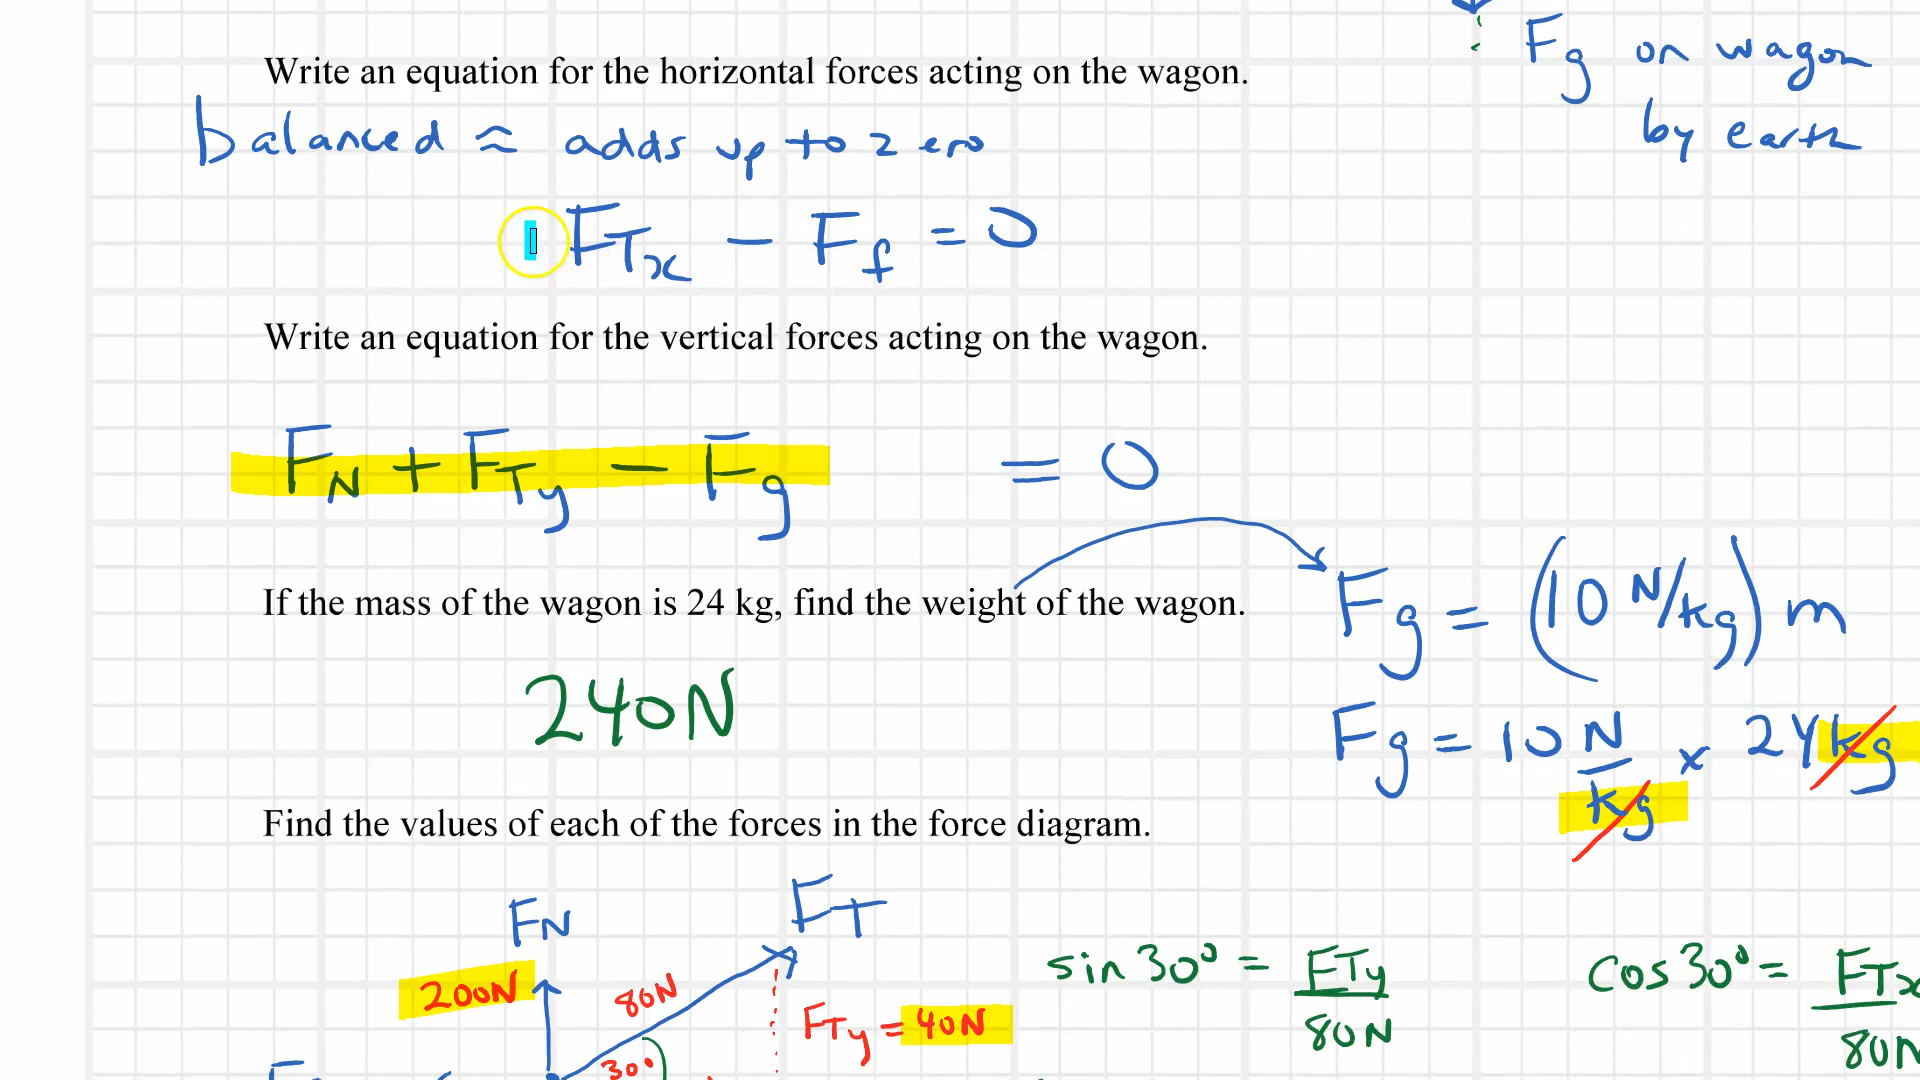 Fg on wagon
by earth
Write an equation for the horizontal forces acting on the wagon.
balanced ≈ adds up to zero
FTx - Ff = 0
Write an equation for the vertical forces acting on the wagon.
FN + FTy - Fg = 0
If the mass of the wagon is 24 kg, find the weight of the wagon.
Fg = (10 N/kg) m
240N
Fg = 10 N/kg x 24kg
Find the values of each of the forces in the force diagram.
FN
FT
200N
80N
FTy = 40N
30°
sin 30° = FTy/80N
cos 30° = FTx/80N